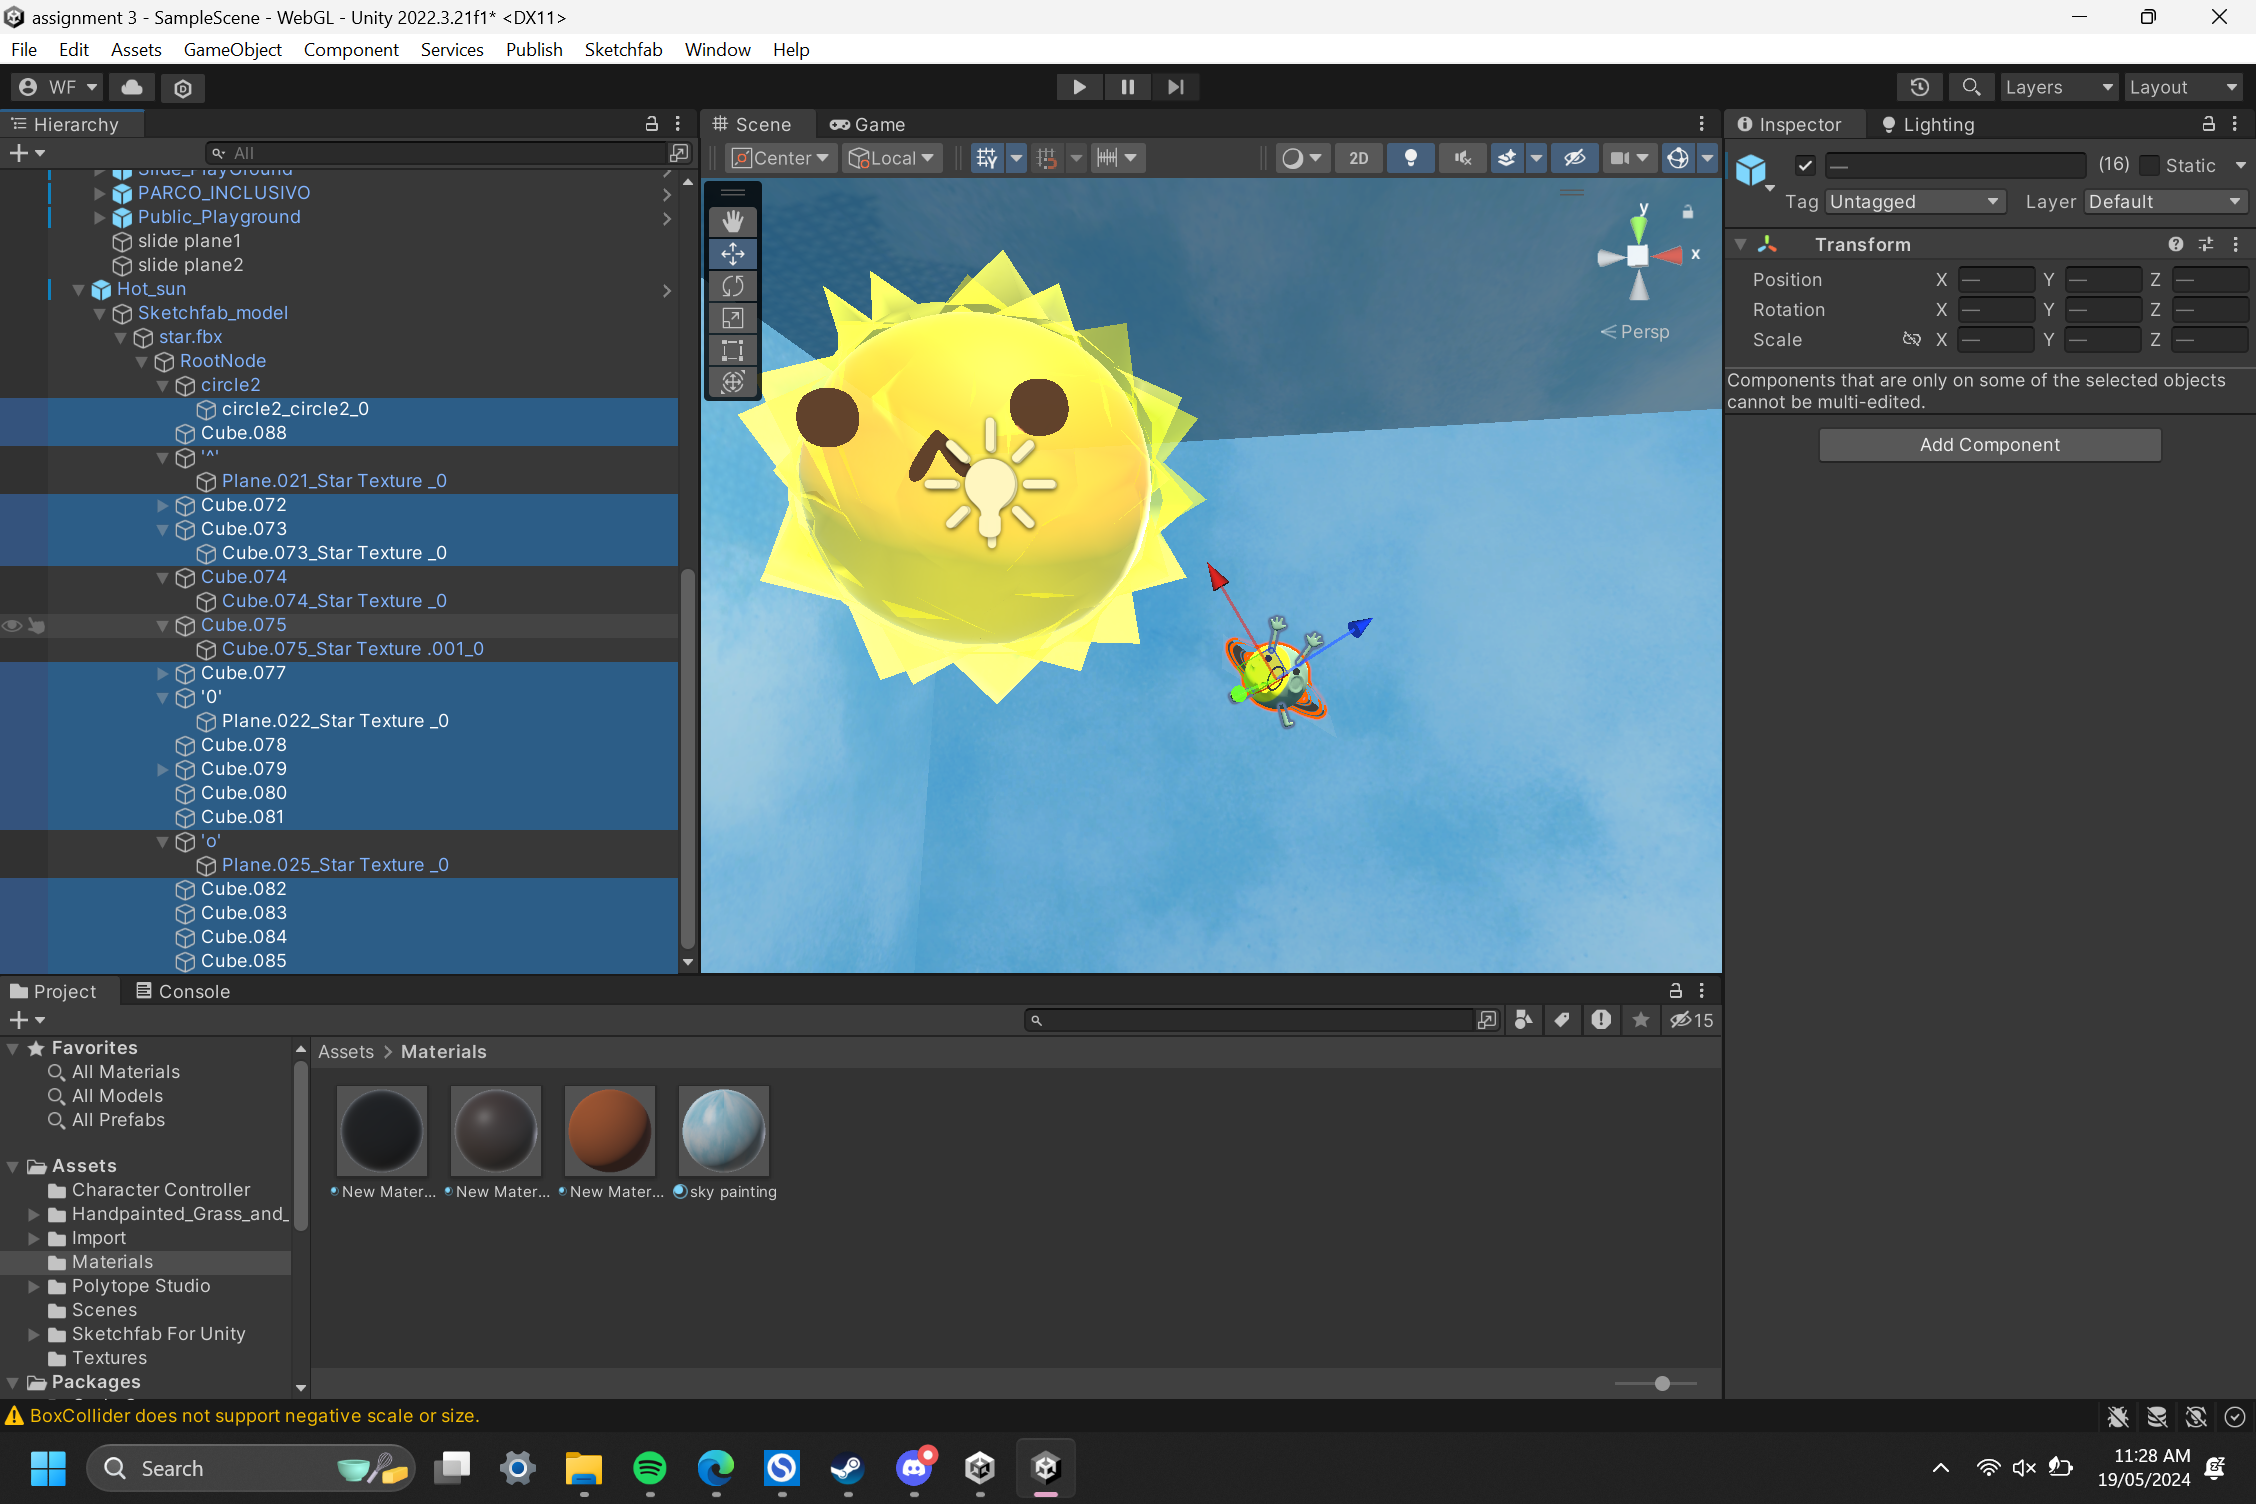 assignment 3 - SampleScene - WebGL - Unity 2022.3.21f1* <DX11>
File Edit Assets GameObject Component Services Publish Sketchfab Window Help
WF
Layers Layout
Hierarchy
All
Slide_PlayGround
PARCO_INCLUSIVO
Public_Playground
slide plane1
slide plane2
Hot_sun
Sketchfab_model
star.fbx
RootNode
circle2
circle2_circle2_0
Cube.088
'^'
Plane.021_Star Texture _0
Cube.072
Cube.073
Cube.073_Star Texture _0
Cube.074
Cube.074_Star Texture _0
Cube.075
Cube.075_Star Texture .001_0
Cube.077
'0'
Plane.022_Star Texture _0
Cube.078
Cube.079
Cube.080
Cube.081
'o'
Plane.025_Star Texture _0
Cube.082
Cube.083
Cube.084
Cube.085
Scene Game
Center Local 2D
y
x
< Persp
Inspector Lighting
— (16) Static
Tag Untagged Layer Default
Transform
Position X — Y — Z —
Rotation X — Y — Z —
Scale X — Y — Z —
Components that are only on some of the selected objects
cannot be multi-edited.
Add Component
Project Console
15
Favorites
All Materials
All Models
All Prefabs
Assets
Character Controller
Handpainted_Grass_and_
Import
Materials
Polytope Studio
Scenes
Sketchfab For Unity
Textures
Packages
Assets > Materials
New Mater... New Mater... New Mater... sky painting
BoxCollider does not support negative scale or size.
Search
11:28 AM
19/05/2024